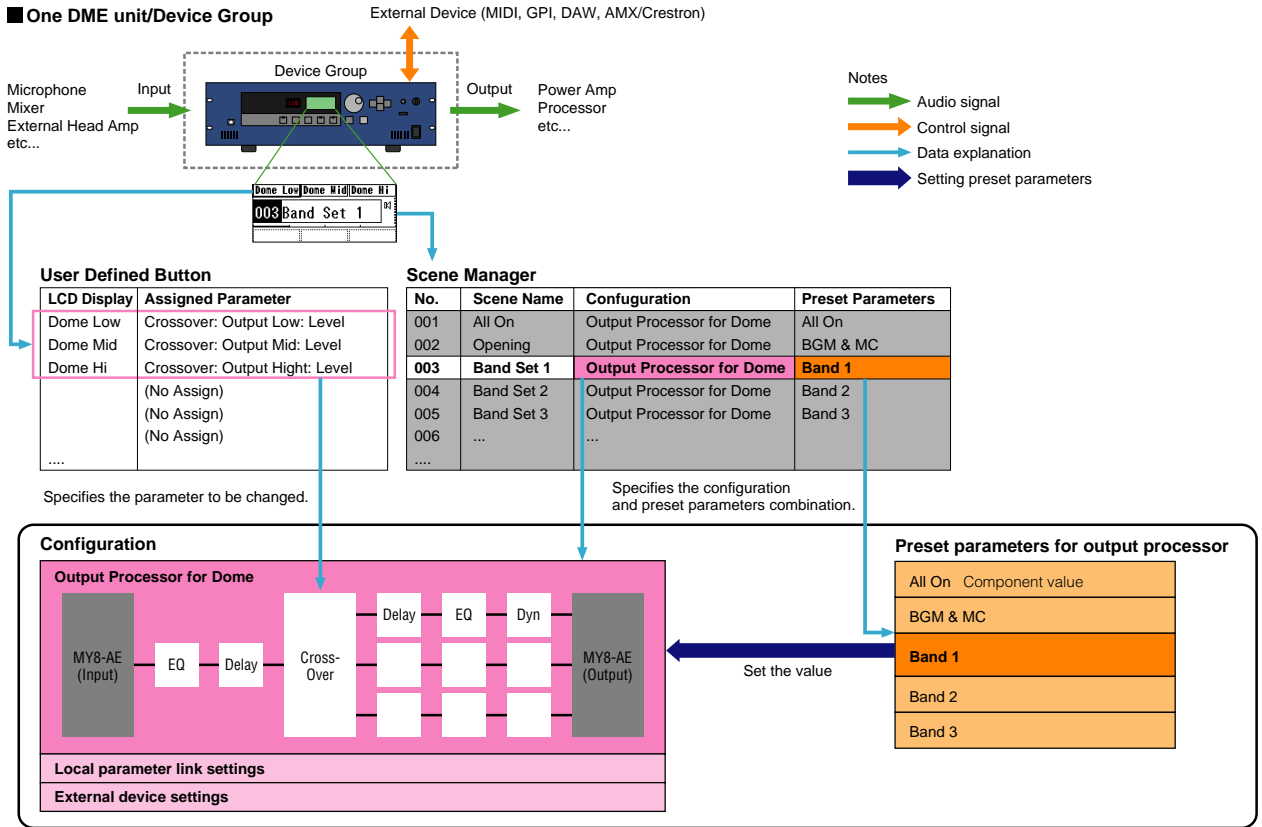 ■ One DME unit/Device Group
External Device (MIDI, GPI, DAW, AMX/Crestron)
Device Group
Microphone
Mixer
External Head Amp
etc...
Input
Output
Power Amp
Processor
etc...
Notes
Audio signal
Control signal
Data explanation
Setting preset parameters
Dome Low Dome Mid Dome Hi
003 Band Set 1
User Defined Button
LCD Display Assigned Parameter
Dome Low Crossover: Output Low: Level
Dome Mid Crossover: Output Mid: Level
Dome Hi Crossover: Output Hight: Level
(No Assign)
(No Assign)
(No Assign)
....
Specifies the parameter to be changed.
Scene Manager
No. Scene Name Confuguration Preset Parameters
001 All On Output Processor for Dome All On
002 Opening Output Processor for Dome BGM & MC
003 Band Set 1 Output Processor for Dome Band 1
004 Band Set 2 Output Processor for Dome Band 2
005 Band Set 3 Output Processor for Dome Band 3
006 ... ...
....
Specifies the configuration
and preset parameters combination.
Configuration
Output Processor for Dome
MY8-AE
(Input)
EQ
Delay
Cross-
Over
Delay
EQ
Dyn
MY8-AE
(Output)
Local parameter link settings
External device settings
Set the value
Preset parameters for output processor
All On Component value
BGM & MC
Band 1
Band 2
Band 3